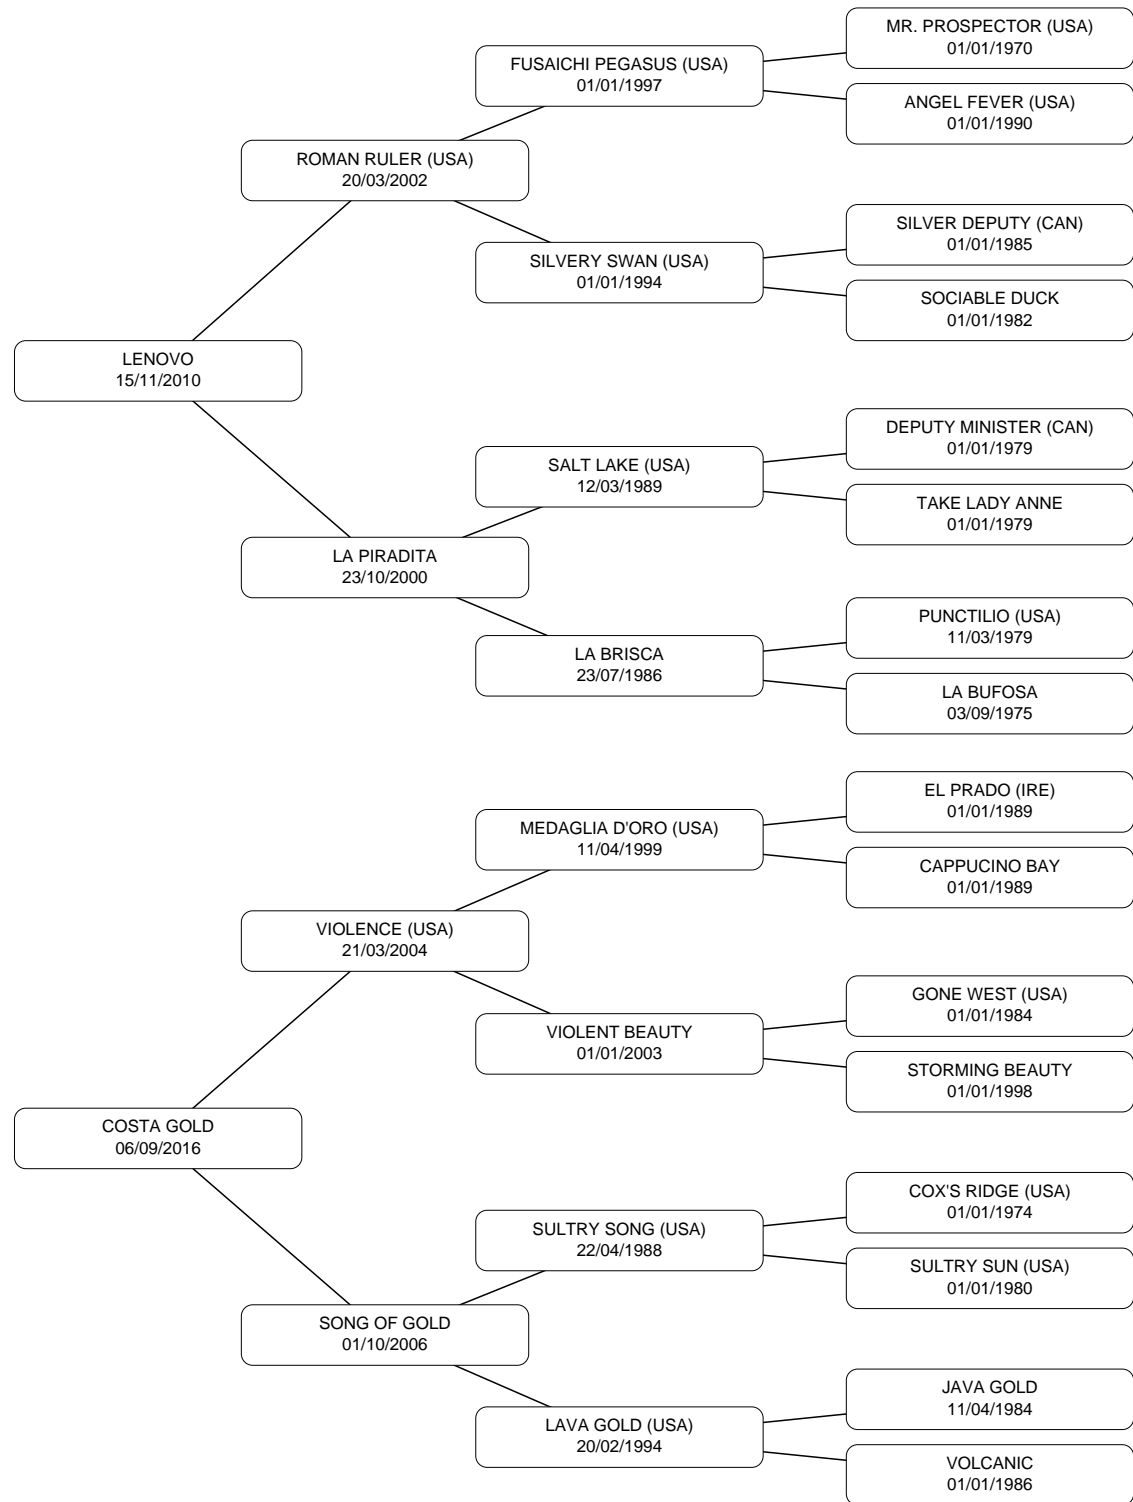 MR. PROSPECTOR (USA)
01/01/1970
FUSAICHI PEGASUS (USA)
01/01/1997
ANGEL FEVER (USA)
01/01/1990
ROMAN RULER (USA)
20/03/2002
SILVER DEPUTY (CAN)
01/01/1985
SILVERY SWAN (USA)
01/01/1994
SOCIABLE DUCK
01/01/1982
LENOVO
15/11/2010
DEPUTY MINISTER (CAN)
01/01/1979
SALT LAKE (USA)
12/03/1989
TAKE LADY ANNE
01/01/1979
LA PIRADITA
23/10/2000
PUNCTILIO (USA)
11/03/1979
LA BRISCA
23/07/1986
LA BUFOSA
03/09/1975
EL PRADO (IRE)
01/01/1989
MEDAGLIA D'ORO (USA)
11/04/1999
CAPPUCINO BAY
01/01/1989
VIOLENCE (USA)
21/03/2004
GONE WEST (USA)
01/01/1984
VIOLENT BEAUTY
01/01/2003
STORMING BEAUTY
01/01/1998
COSTA GOLD
06/09/2016
COX'S RIDGE (USA)
01/01/1974
SULTRY SONG (USA)
22/04/1988
SULTRY SUN (USA)
01/01/1980
SONG OF GOLD
01/10/2006
JAVA GOLD
11/04/1984
LAVA GOLD (USA)
20/02/1994
VOLCANIC
01/01/1986